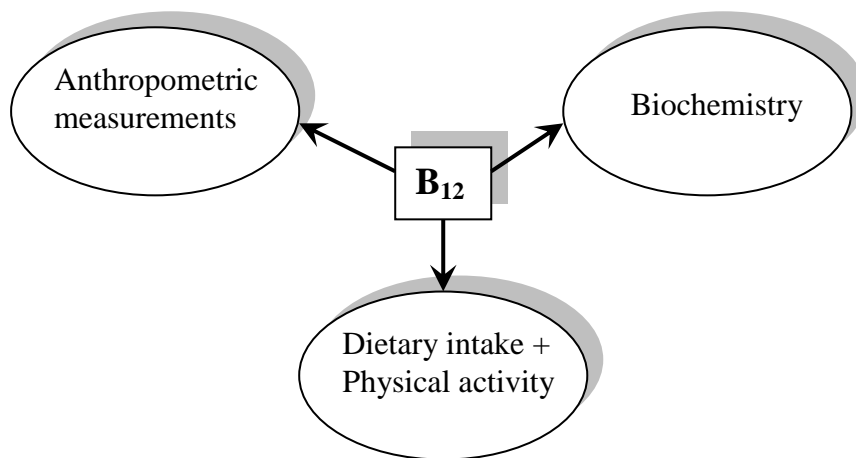 Anthropometric
measurements
Biochemistry
B₁₂
Dietary intake +
Physical activity